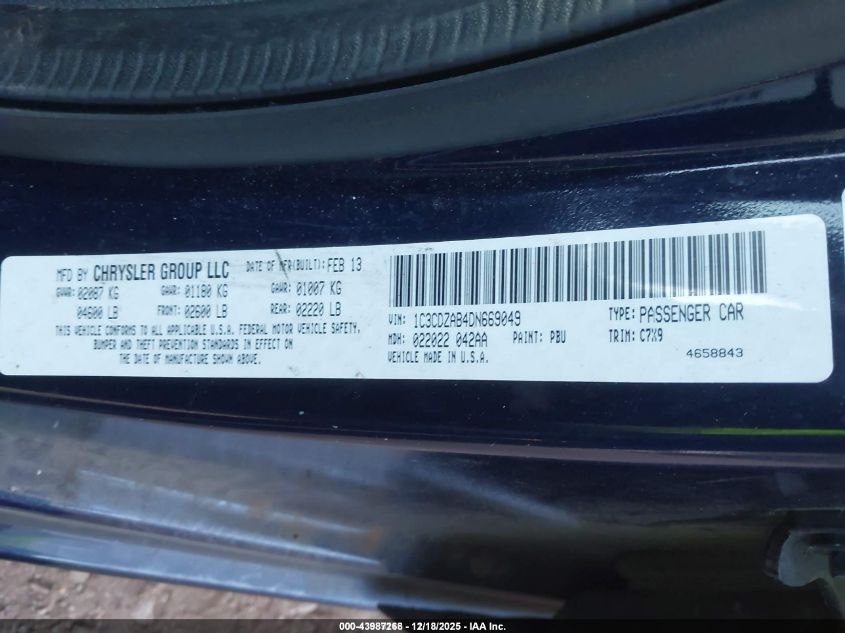 MFD BY CHRYSLER GROUP LLC DATE OF MFR(BUILT): FEB 13
GVWR: 02087 KG GAWR: 01180 KG GAWR: 01007 KG
04600 LB FRONT: 02600 LB REAR: 02220 LB
THIS VEHICLE CONFORMS TO ALL APPLICABLE U.S.A. FEDERAL MOTOR VEHICLE SAFETY,
BUMPER AND THEFT PREVENTION STANDARDS IN EFFECT ON
THE DATE OF MANUFACTURE SHOWN ABOVE.
VIN: 1C3CDZAB4DN669049 TYPE: PASSENGER CAR
MDH: 022022 042AA PAINT: PBU TRIM: C7X9
VEHICLE MADE IN U.S.A. 4658843
000-43987268 - 12/18/2025 - IAA Inc.